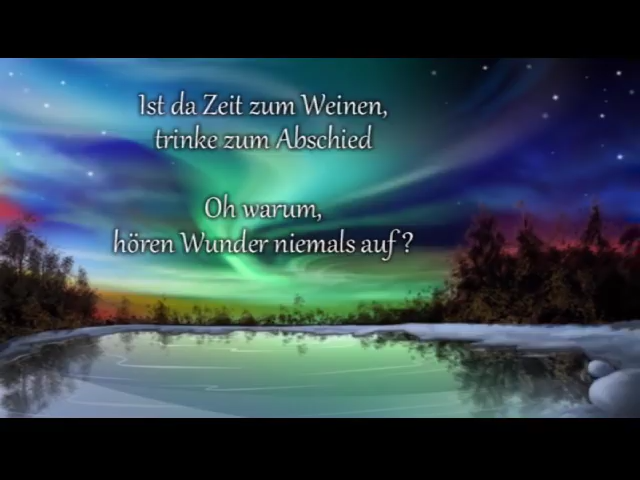 Ist da Zeit zum Weinen,
trinke zum Abschied
Oh warum,
hören Wunder niemals auf ?